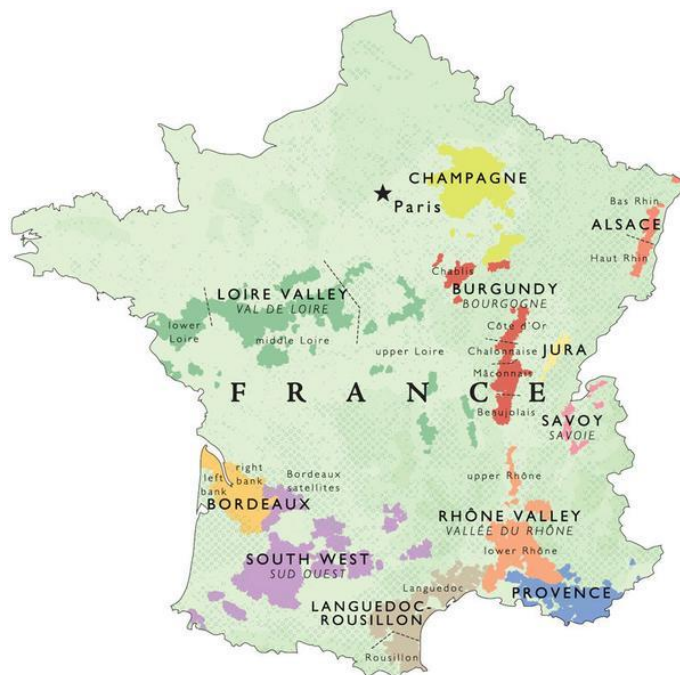 CHAMPAGNE
Paris
Bas Rhin
ALSACE
Haut Rhin
Chablis
BURGUNDY
BOURGOGNE
LOIRE VALLEY
VAL DE LOIRE
lower
Loire
middle Loire
upper Loire
Côte d'Or
Chalonnaise
JURA
Mâconnais
FRANCE
Beaujolais
SAVOY
SAVOIE
right
bank
left
bank
Bordeaux
satellites
BORDEAUX
upper Rhône
RHÔNE VALLEY
VALLÉE DU RHÔNE
lower Rhône
SOUTH WEST
SUD OUEST
Languedoc
PROVENCE
LANGUEDOC-
ROUSILLON
Rousillon